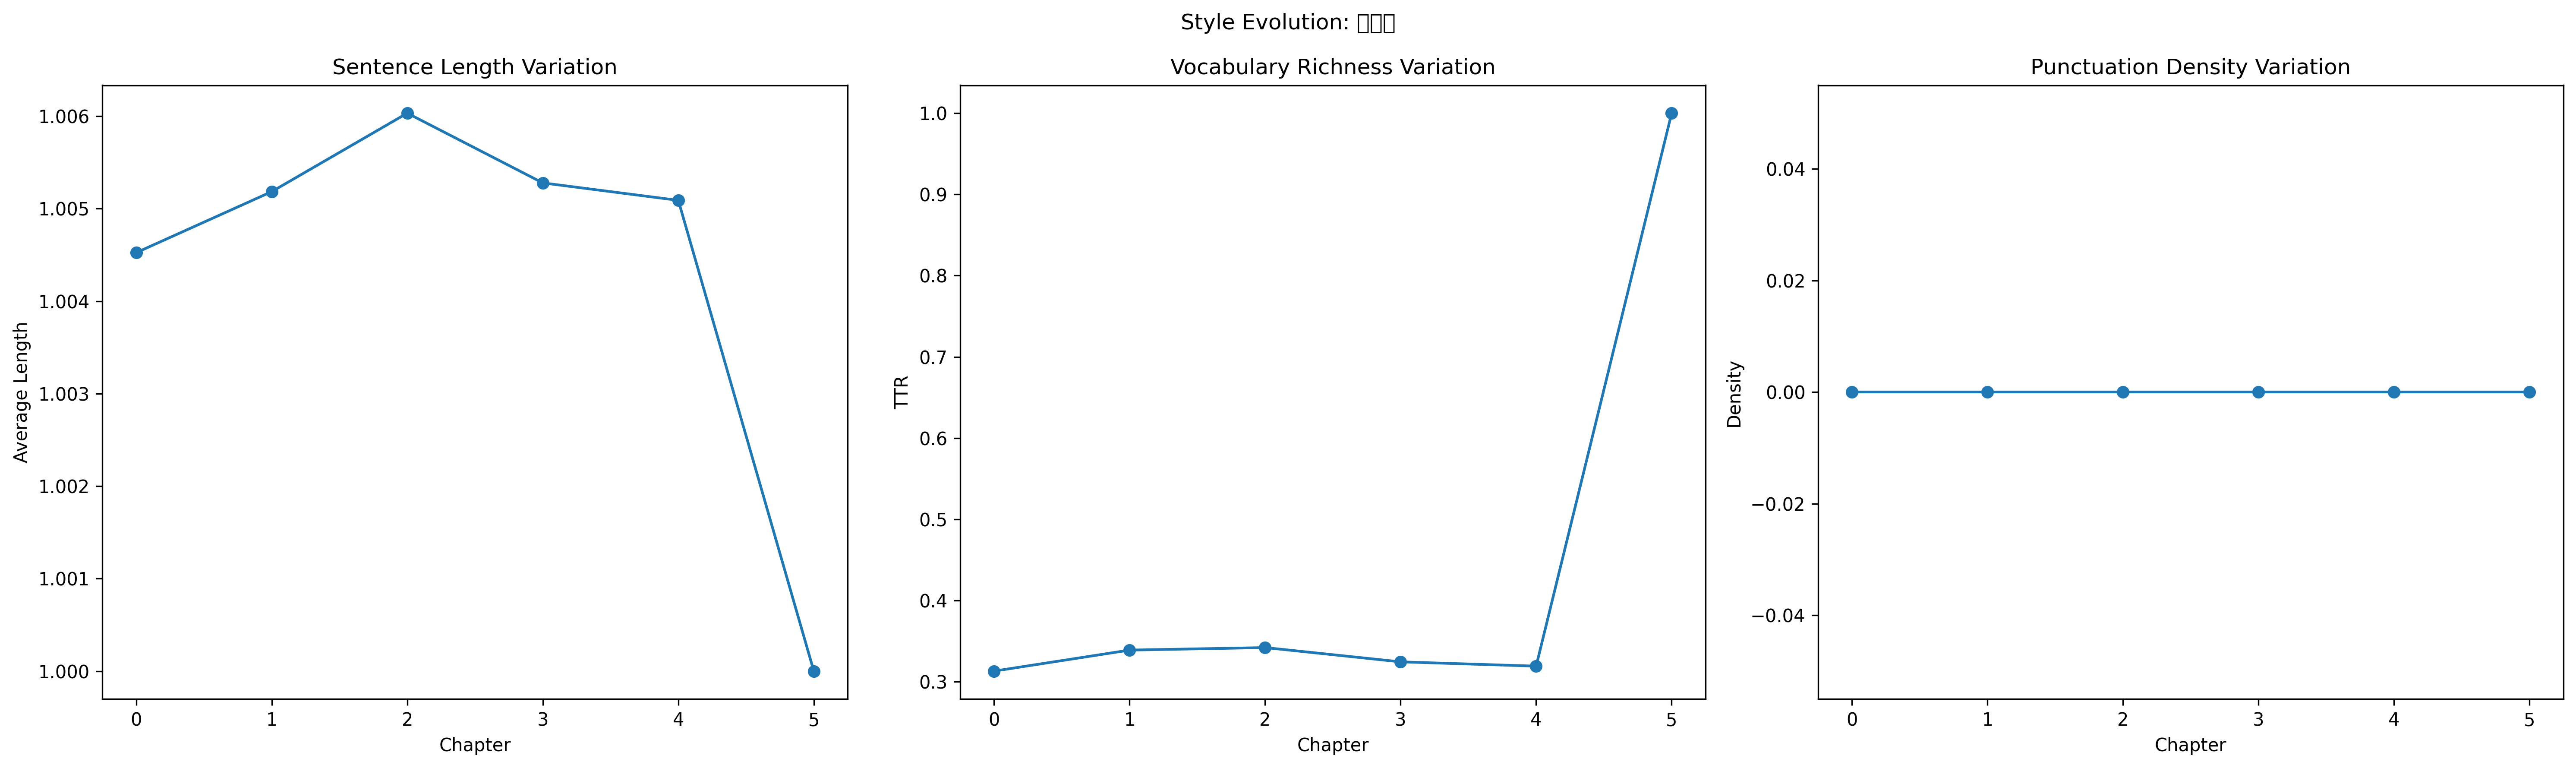 Style Evolution: 
Sentence Length Variation
1.006
1.005
1.004
1.003
1.002
1.001
1.000
Average Length
0 1 2 3 4 5
Chapter
Vocabulary Richness Variation
1.0
0.9
0.8
0.7
0.6
0.5
0.4
0.3
TTR
0 1 2 3 4 5
Chapter
Punctuation Density Variation
0.04
0.02
0.00
−0.02
−0.04
Density
0 1 2 3 4 5
Chapter